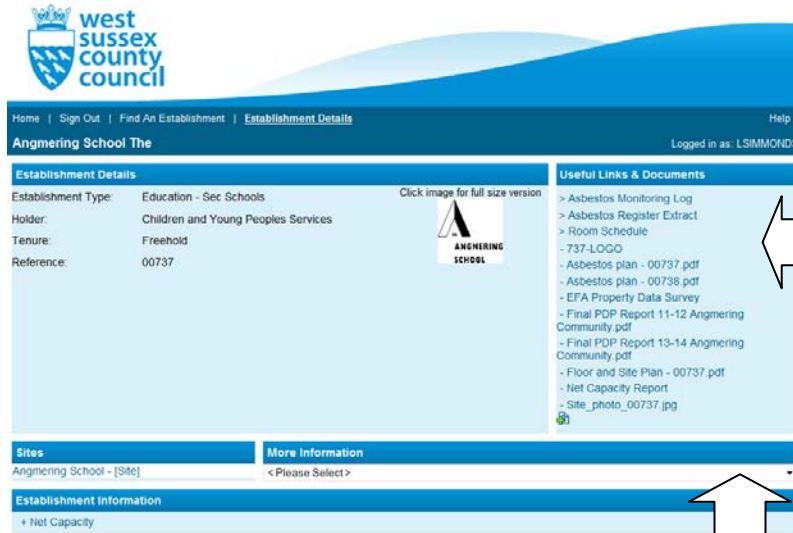 west
sussex
county
council
Home | Sign Out | Find An Establishment | Establishment Details
Help
Angmering School The
Logged in as: LSIMMOND
Establishment Details
Establishment Type: Education - Sec Schools
Holder: Children and Young Peoples Services
Tenure: Freehold
Reference: 00737
Click image for full size version
ANGMERING
SCHOOL
Useful Links & Documents
> Asbestos Monitoring Log
> Asbestos Register Extract
> Room Schedule
- 737-LOGO
- Asbestos plan - 00737.pdf
- Asbestos plan - 00738.pdf
- EFA Property Data Survey
- Final PDP Report 11-12 Angmering
Community.pdf
- Final PDP Report 13-14 Angmering
Community.pdf
- Floor and Site Plan - 00737.pdf
- Net Capacity Report
- Site_photo_00737.jpg
Sites
Angmering School - [Site]
More Information
<Please Select>
Establishment Information
+ Net Capacity